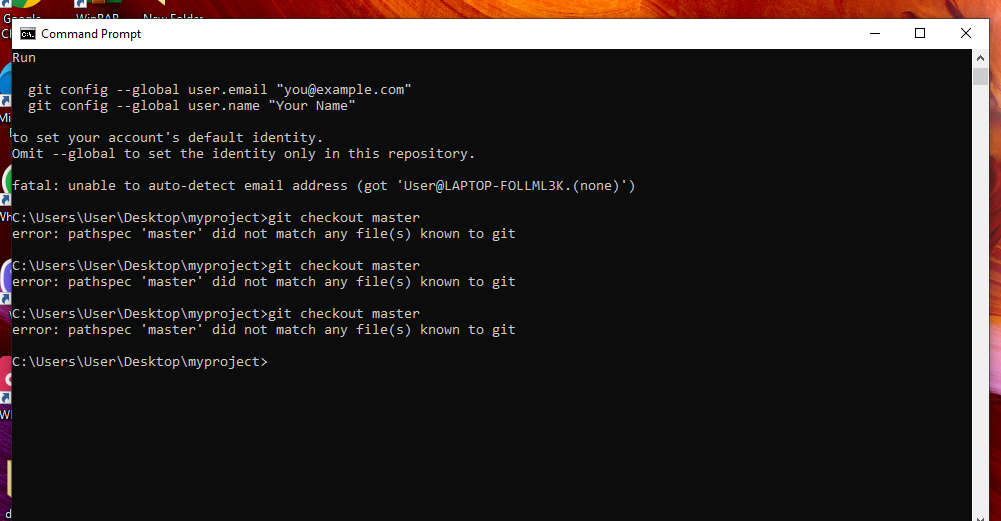 Google
WinRAR
New Folder
Command Prompt
Run
git config --global user.email "you@example.com"
git config --global user.name "Your Name"
to set your account's default identity.
Omit --global to set the identity only in this repository.
fatal: unable to auto-detect email address (got 'User@LAPTOP-FOLLML3K.(none)')
C:\Users\User\Desktop\myproject>git checkout master
error: pathspec 'master' did not match any file(s) known to git
C:\Users\User\Desktop\myproject>git checkout master
error: pathspec 'master' did not match any file(s) known to git
C:\Users\User\Desktop\myproject>git checkout master
error: pathspec 'master' did not match any file(s) known to git
C:\Users\User\Desktop\myproject>